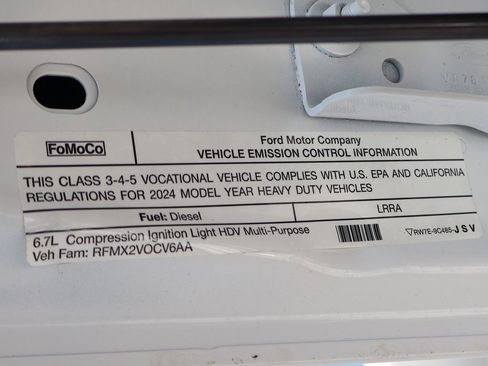 FoMoCo
Ford Motor Company
VEHICLE EMISSION CONTROL INFORMATION
THIS CLASS 3-4-5 VOCATIONAL VEHICLE COMPLIES WITH U.S. EPA AND CALIFORNIA
REGULATIONS FOR 2024 MODEL YEAR HEAVY DUTY VEHICLES
Fuel: Diesel
LRRA
6.7L Compression Ignition Light HDV Multi-Purpose
Veh Fam: RFMX2VOCV6AA
▽RW7E-9C485-J S V